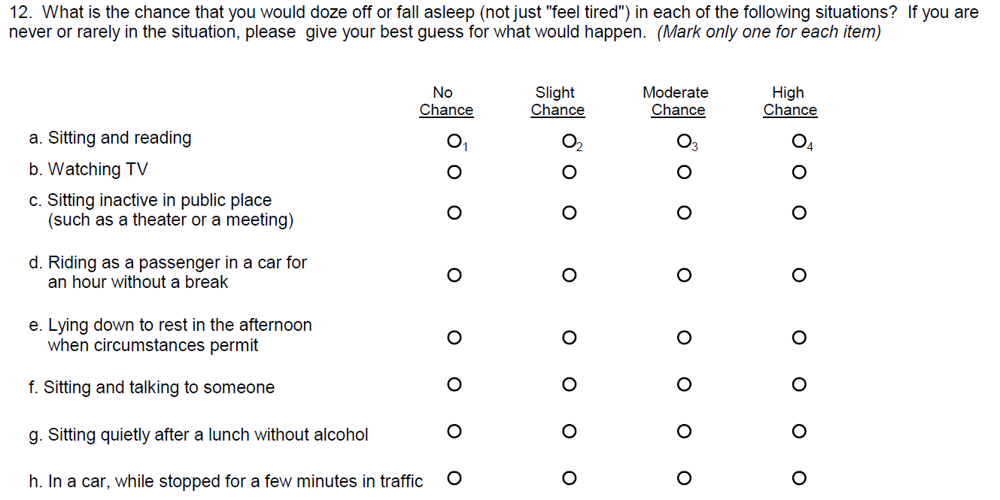 12. What is the chance that you would doze off or fall asleep (not just "feel tired") in each of the following situations? If you are
never or rarely in the situation, please give your best guess for what would happen. (Mark only one for each item)
No Slight Moderate High
Chance Chance Chance Chance
a. Sitting and reading 1 2 3 4
b. Watching TV
c. Sitting inactive in public place
(such as a theater or a meeting)
d. Riding as a passenger in a car for
an hour without a break
e. Lying down to rest in the afternoon
when circumstances permit
f. Sitting and talking to someone
g. Sitting quietly after a lunch without alcohol
h. In a car, while stopped for a few minutes in traffic